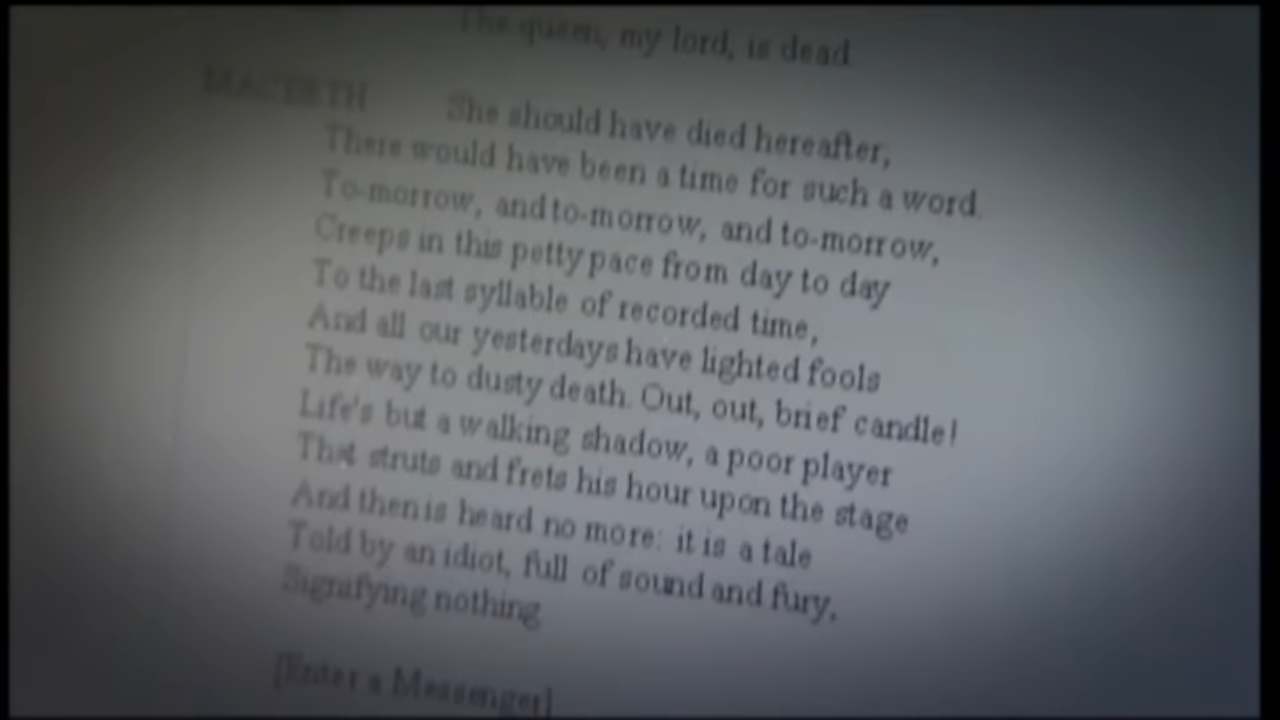 The queen, my lord, is dead
MACBETH She should have died hereafter,
There would have been a time for such a word.
To-morrow, and to-morrow, and to-morrow,
Creeps in this petty pace from day to day
To the last syllable of recorded time,
And all our yesterdays have lighted fools
The way to dusty death. Out, out, brief candle!
Life's but a walking shadow, a poor player
That struts and frets his hour upon the stage
And then is heard no more: it is a tale
Told by an idiot, full of sound and fury,
Signifying nothing
[Enter a Messenger]